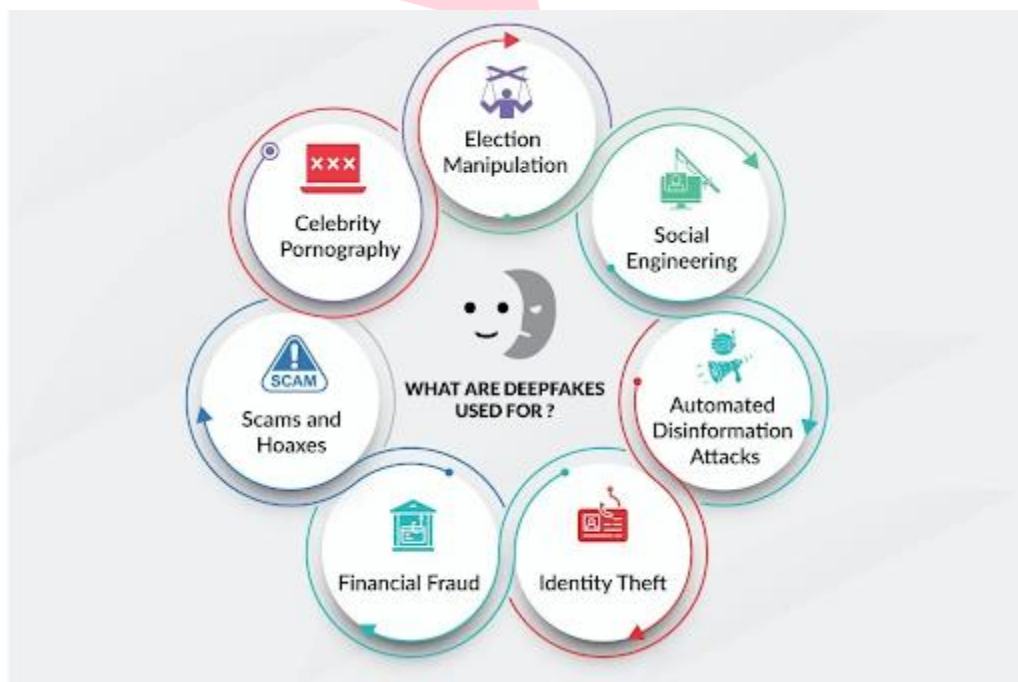 Election
Manipulation
Social
Engineering
Automated
Disinformation
Attacks
Identity Theft
Financial Fraud
SCAM
Scams and
Hoaxes
XXX
Celebrity
Pornography
WHAT ARE DEEPFAKES
USED FOR ?